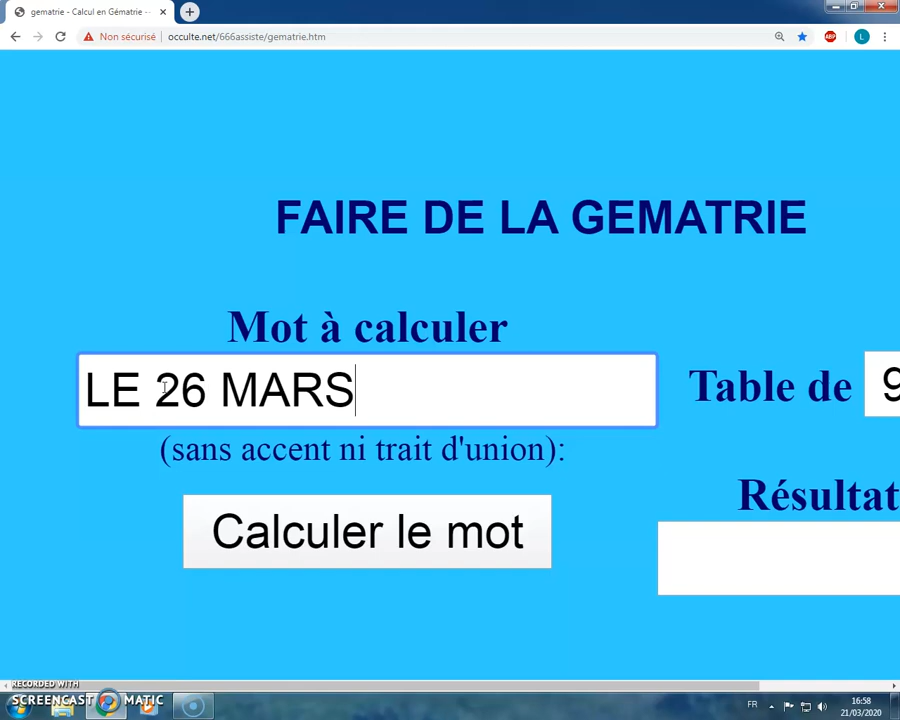 gematrie - Calcul en Gématrie -
Non sécurisé
occulte.net/666assiste/gematrie.htm
ABP
L
FAIRE DE LA GEMATRIE
Mot à calculer
LE 26 MARS
Table de 9
(sans accent ni trait d'union):
Résultat
Calculer le mot
RECORDED WITH
SCREENCAST MATIC
FR
16:58
21/03/2020